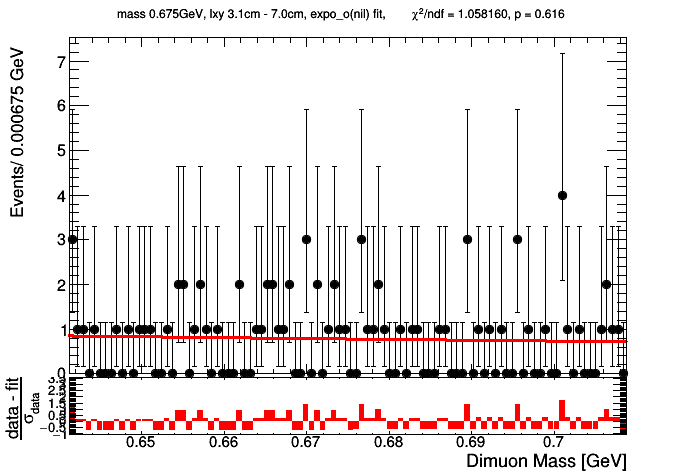 mass 0.675GeV, lxy 3.1cm - 7.0cm, expo_o(nil) fit, χ²/ndf = 1.058160, p = 0.616
Events/ 0.000675 GeV
7
6
5
4
3
2
1
0
data - fit
σdata
0.65
0.66
0.67
0.68
0.69
0.7
Dimuon Mass [GeV]